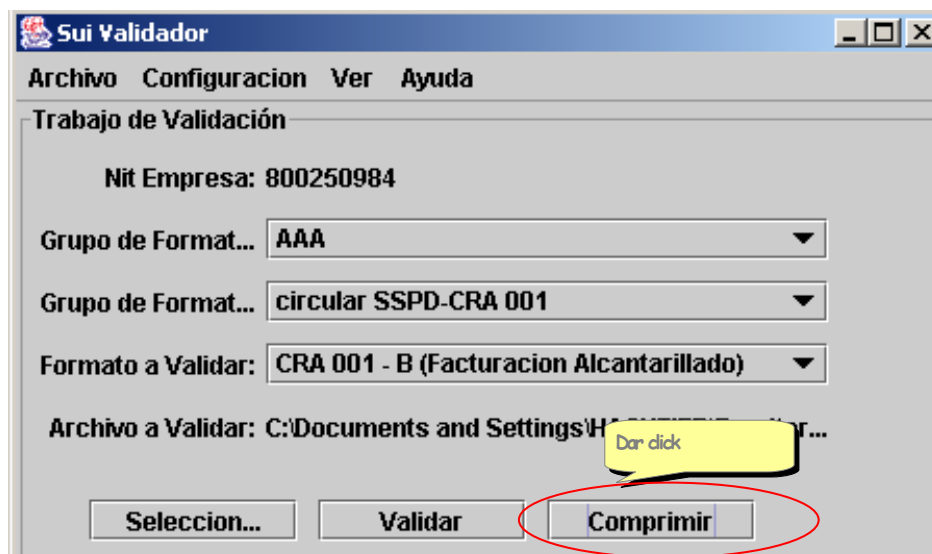 Sui Validador
Archivo Configuracion Ver Ayuda
Trabajo de Validación
Nit Empresa: 800250984
Grupo de Format... AAA
Grupo de Format... circular SSPD-CRA 001
Formato a Validar: CRA 001 - B (Facturacion Alcantarillado)
Archivo a Validar: C:\Documents and Settings\
Dar click
Seleccion... Validar Comprimir